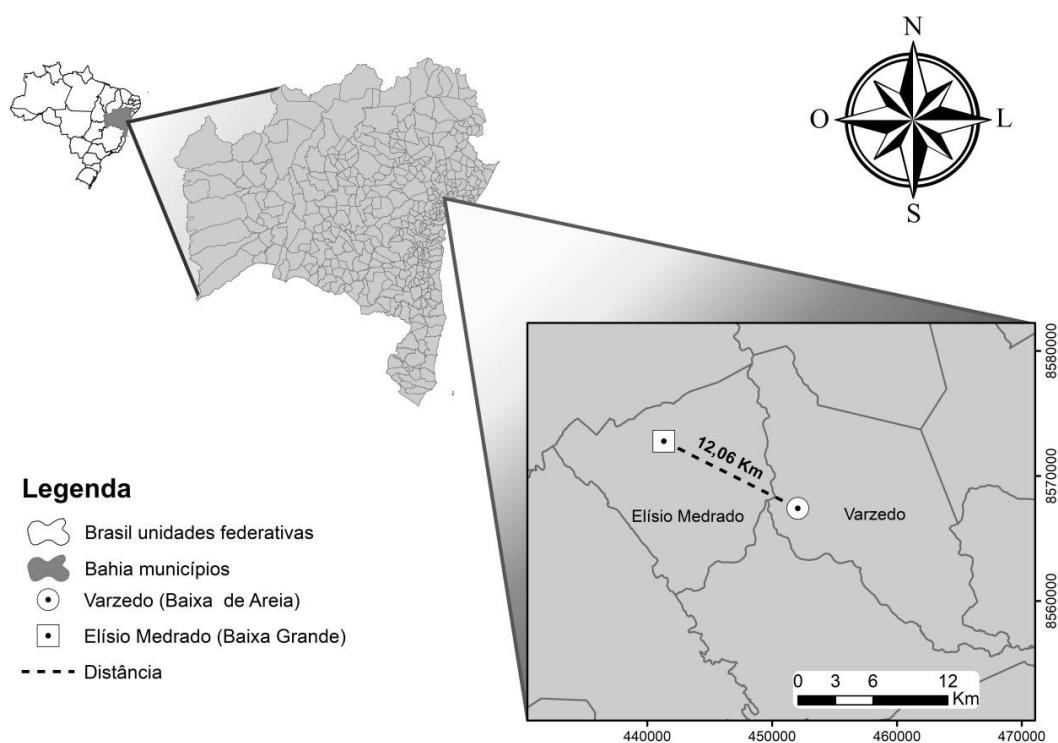 N
O L
S
Legenda
Brasil unidades federativas
Bahia municípios
Varzedo (Baixa de Areia)
Elísio Medrado (Baixa Grande)
Distância
12,06 Km
Elísio Medrado
Varzedo
0 3 6 12
Km
8580000
8570000
8560000
440000 450000 460000 470000